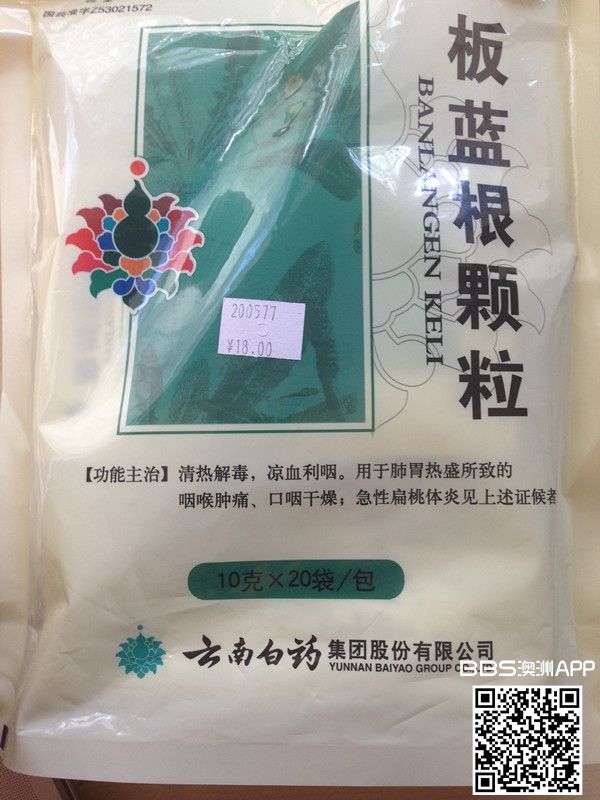 国药准字Z53021572
板蓝根颗粒
BANLANGEN KELI
200577
¥18.00
【功能主治】清热解毒，凉血利咽。用于肺胃热盛所致的
咽喉肿痛、口咽干燥；急性扁桃体炎见上述证候者
10克×20袋/包
云南白药集团股份有限公司
YUNNAN BAIYAO GROUP CO.,LTD.
BBS澳洲APP